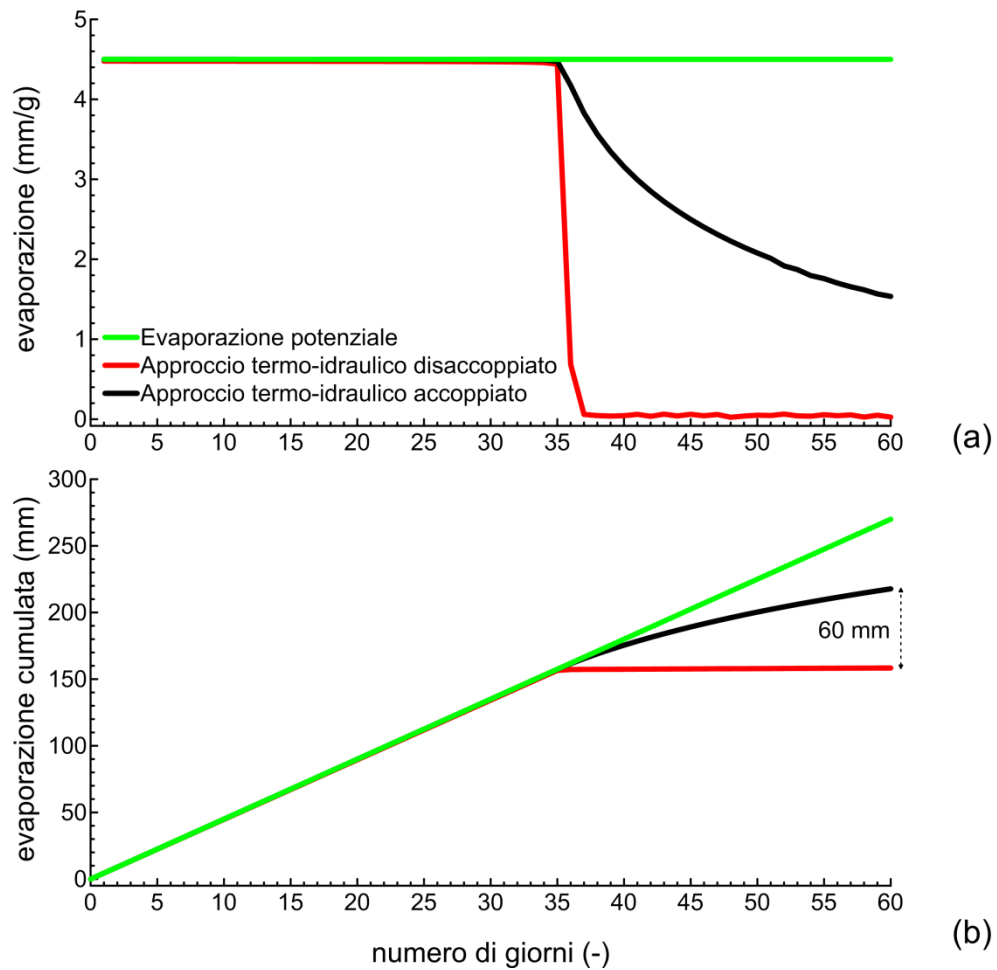 5
4
3
2
1
0
evaporazione (mm/g)
Evaporazione potenziale
Approccio termo-idraulico disaccoppiato
Approccio termo-idraulico accoppiato
0 5 10 15 20 25 30 35 40 45 50 55 60
(a)
300
250
200
150
100
50
0
evaporazione cumulata (mm)
60 mm
0 5 10 15 20 25 30 35 40 45 50 55 60
(b)
numero di giorni (-)